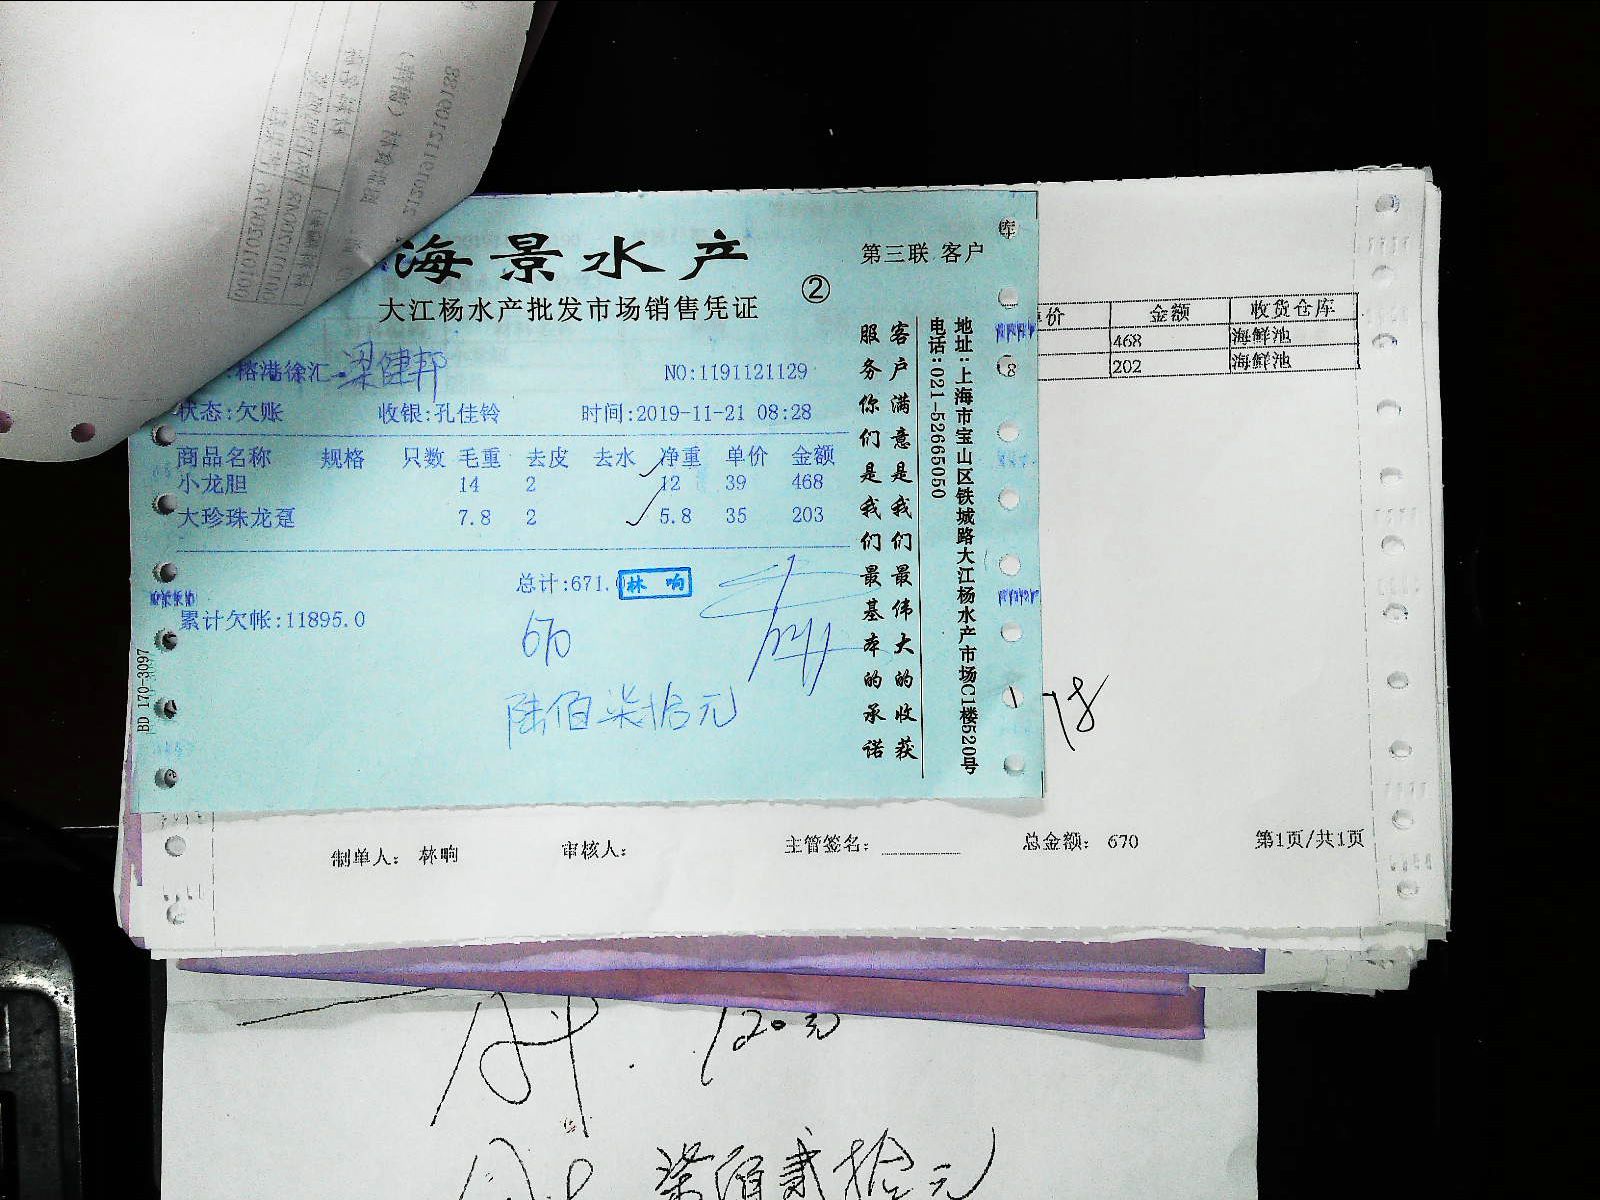 海景水产
大江杨水产批发市场销售凭证
②
第三联 客户
榕港徐汇 梁健邦
NO:1191121129
状态:欠账 收银:孔佳铃 时间:2019-11-21 08:28
商品名称 规格 只数 毛重 去皮 去水 净重 单价 金额
小龙胆 14 2 12 39 468
大珍珠龙趸 7.8 2 5.8 35 203
总计:671.
林 响
累计欠帐:11895.0
670
陆佰柒拾元
客户满意是我们最伟大的收获
服务你们是我们最基本的承诺
地址:上海市宝山区铁城路大江杨水产市场C1楼520号
电话:021-52665050
BD 170-3097
价 金额 收货仓库
468 海鲜池
202 海鲜池
制单人: 林响 审核人: 主管签名: 总金额: 670 第1页/共1页
120元
柒佰贰拾元